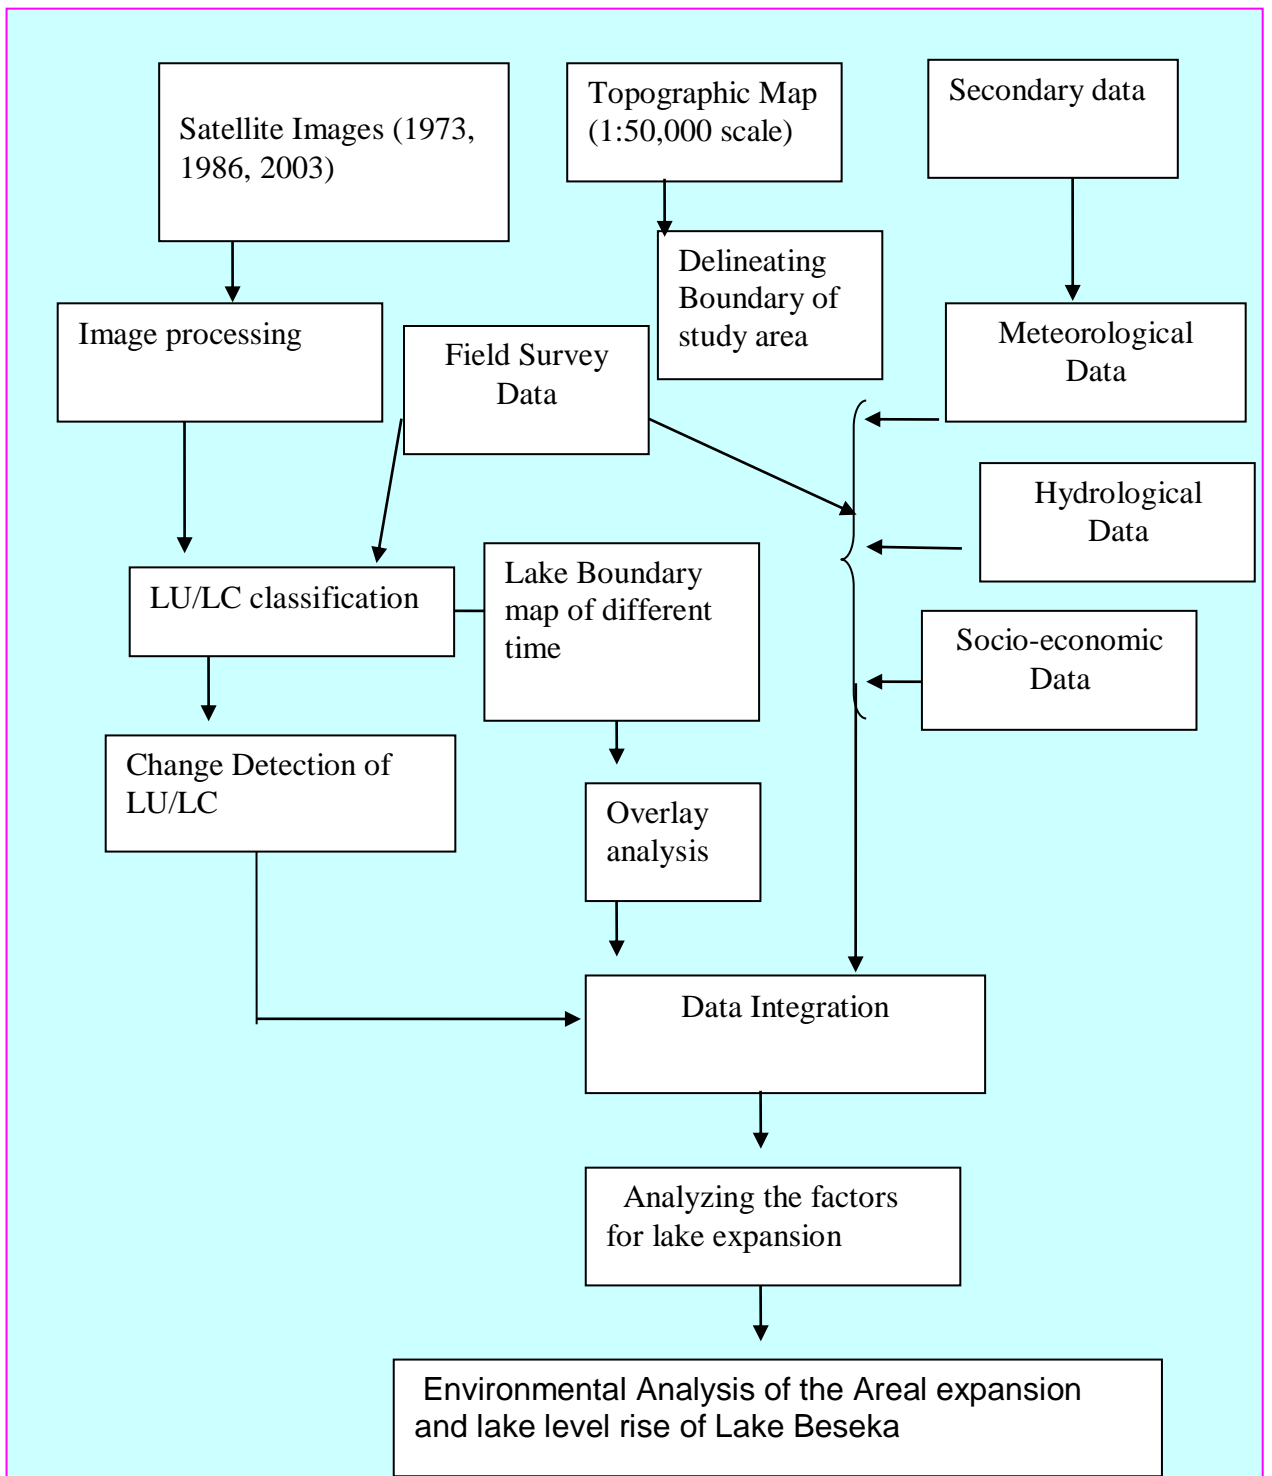 Satellite Images (1973,
1986, 2003)
Topographic Map
(1:50,000 scale)
Secondary data
Delineating
Boundary of
study area
Image processing
Field Survey
Data
Meteorological
Data
Hydrological
Data
LU/LC classification
Lake Boundary
map of different
time
Socio-economic
Data
Change Detection of
LU/LC
Overlay
analysis
Data Integration
Analyzing the factors
for lake expansion
Environmental Analysis of the Areal expansion
and lake level rise of Lake Beseka